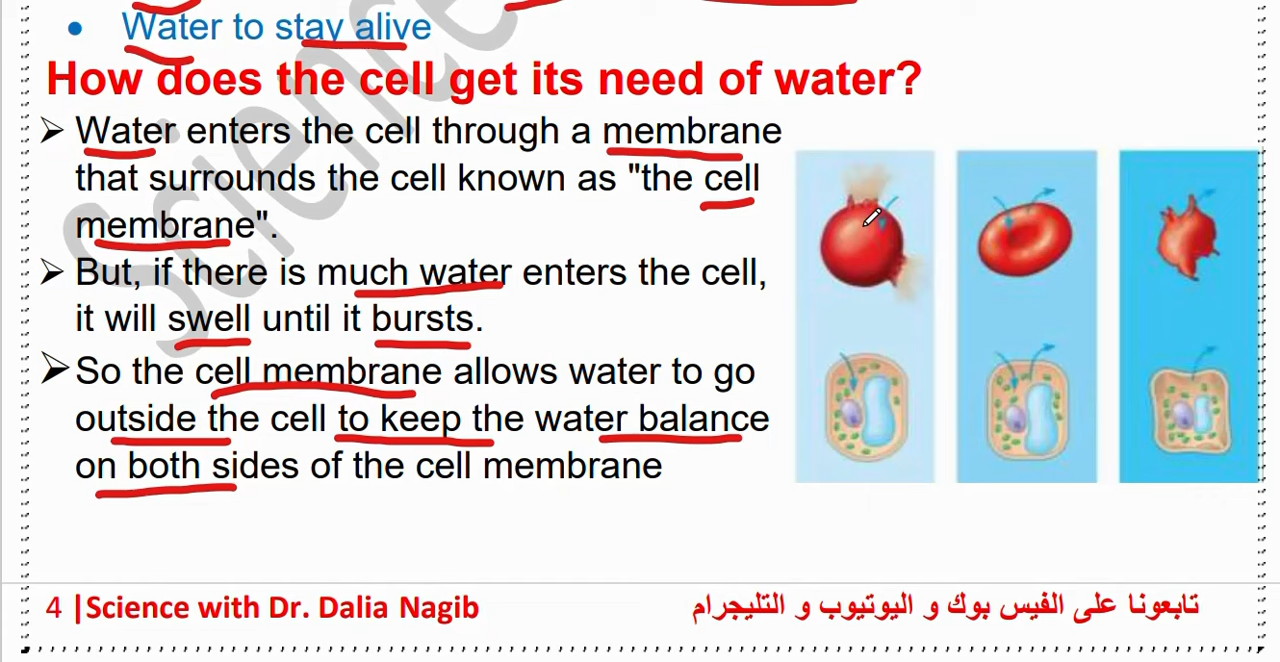 • Water to stay alive
How does the cell get its need of water?
➢ Water enters the cell through a membrane
that surrounds the cell known as "the cell
membrane".
➢ But, if there is much water enters the cell,
it will swell until it bursts.
➢ So the cell membrane allows water to go
outside the cell to keep the water balance
on both sides of the cell membrane
Science
4 | Science with Dr. Dalia Nagib
تابعونا على الفيس بوك و اليوتيوب و التليجرام